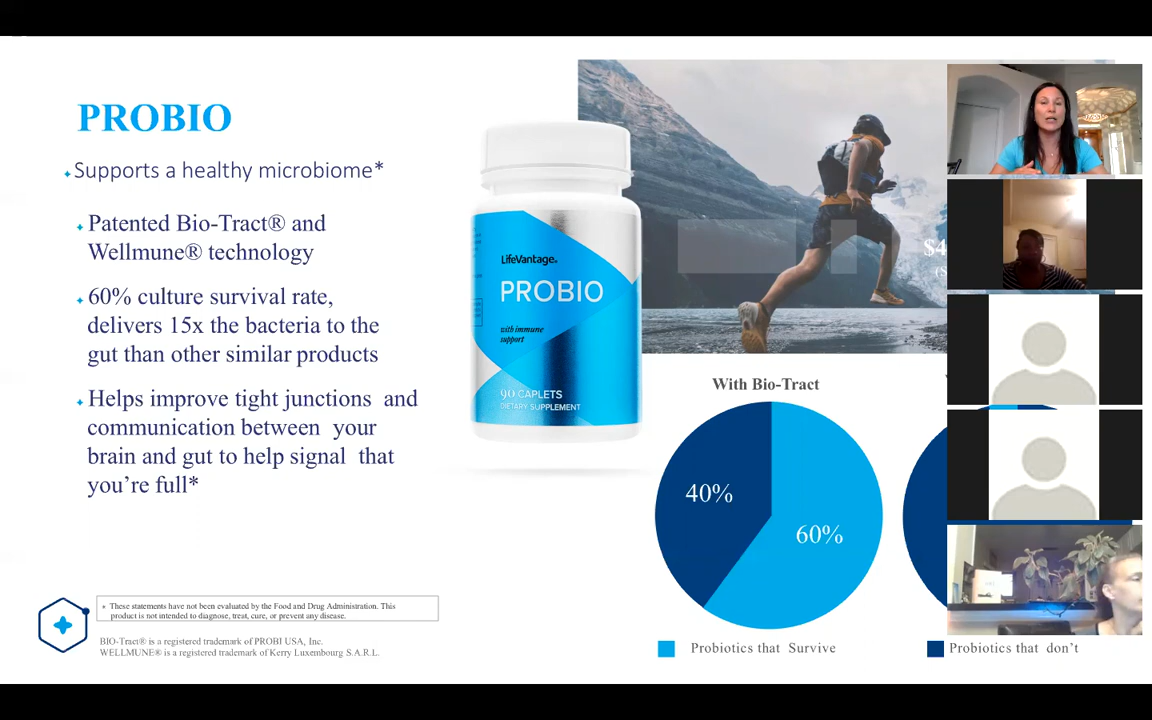 PROBIO
Supports a healthy microbiome*
Patented Bio-Tract® and
Wellmune® technology
60% culture survival rate,
delivers 15x the bacteria to the
gut than other similar products
Helps improve tight junctions and
communication between your
brain and gut to help signal that
you’re full*
LifeVantage®
PROBIO
with immune
support
90 CAPLETS
DIETARY SUPPLEMENT
$4
With Bio-Tract
40%
60%
Probiotics that Survive
Probiotics that don’t
* These statements have not been evaluated by the Food and Drug Administration. This
product is not intended to diagnose, treat, cure, or prevent any disease.
BIO-Tract® is a registered trademark of PROBI USA, Inc.
WELLMUNE® is a registered trademark of Kerry Luxembourg S.A.R.L.